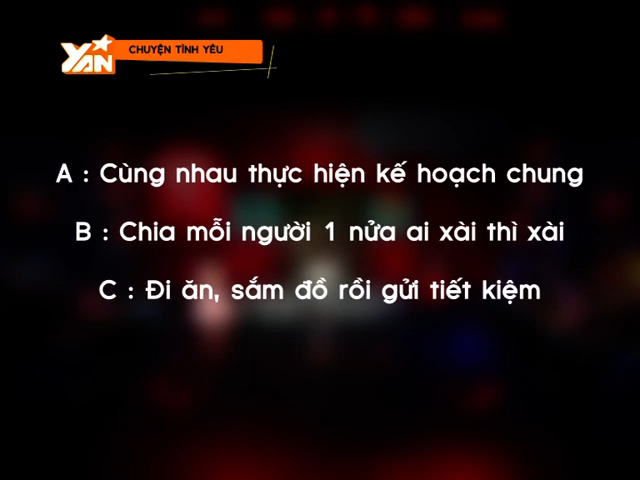 YAN
CHUYỆN TÌNH YÊU
A : Cùng nhau thực hiện kế hoạch chung
B : Chia mỗi người 1 nửa ai xài thì xài
C : Đi ăn, sắm đồ rồi gửi tiết kiệm